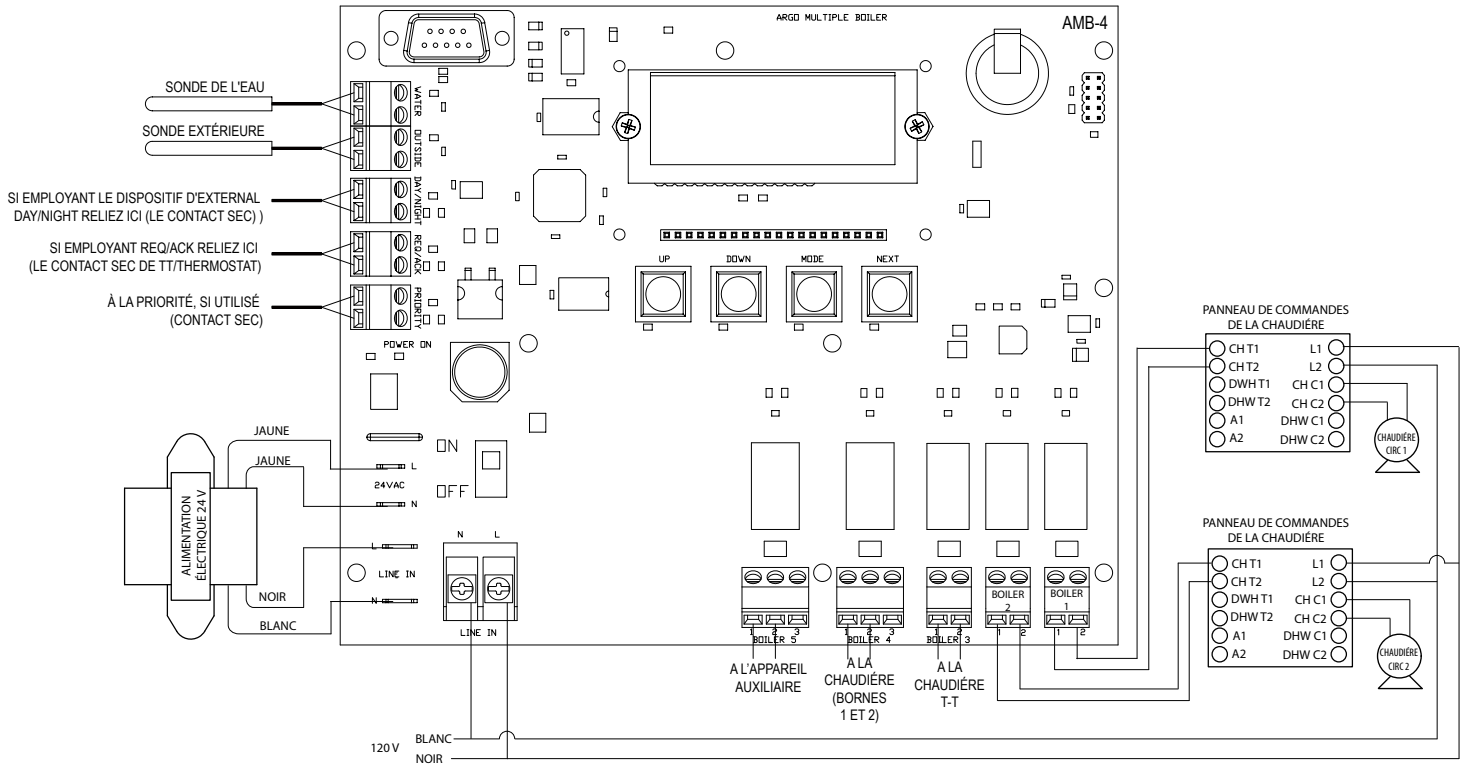 ARGO MULTIPLE BOILER
AMB-4
SONDE DE L'EAU
WATER
SONDE EXTÉRIEURE
OUTSIDE
SI EMPLOYANT LE DISPOSITIF D'EXTERNAL
DAY/NIGHT RELIEZ ICI (LE CONTACT SEC) )
DAY/NIGHT
SI EMPLOYANT REQ/ACK RELIEZ ICI
(LE CONTACT SEC DE TT/THERMOSTAT)
REQ/ACK
À LA PRIORITÉ, SI UTILISÉ
(CONTACT SEC)
PRIORITY
UP
DOWN
MODE
NEXT
POWER ON
ON
OFF
JAUNE
JAUNE
L
24VAC
N
ALIMENTATION
ÉLECTRIQUE 24 V
L
LINE IN
N
NOIR
BLANC
N L
LINE IN
1 2 3
BOILER 5
1 2 3
BOILER 4
1 2
BOILER 3
BOILER
2
1 2
BOILER
1
1 2
A L'APPAREIL
AUXILIAIRE
A LA
CHAUDIÉRE
(BORNES
1 ET 2)
A LA
CHAUDIÉRE
T-T
120 V
BLANC
NOIR
PANNEAU DE COMMANDES
DE LA CHAUDIÉRE
CH T1 L1
CH T2 L2
DWH T1 CH C1
DHW T2 CH C2
A1 DHW C1
A2 DHW C2
CHAUDIÉRE
CIRC 1
PANNEAU DE COMMANDES
DE LA CHAUDIÉRE
CH T1 L1
CH T2 L2
DWH T1 CH C1
DHW T2 CH C2
A1 DHW C1
A2 DHW C2
CHAUDIÉRE
CIRC 2